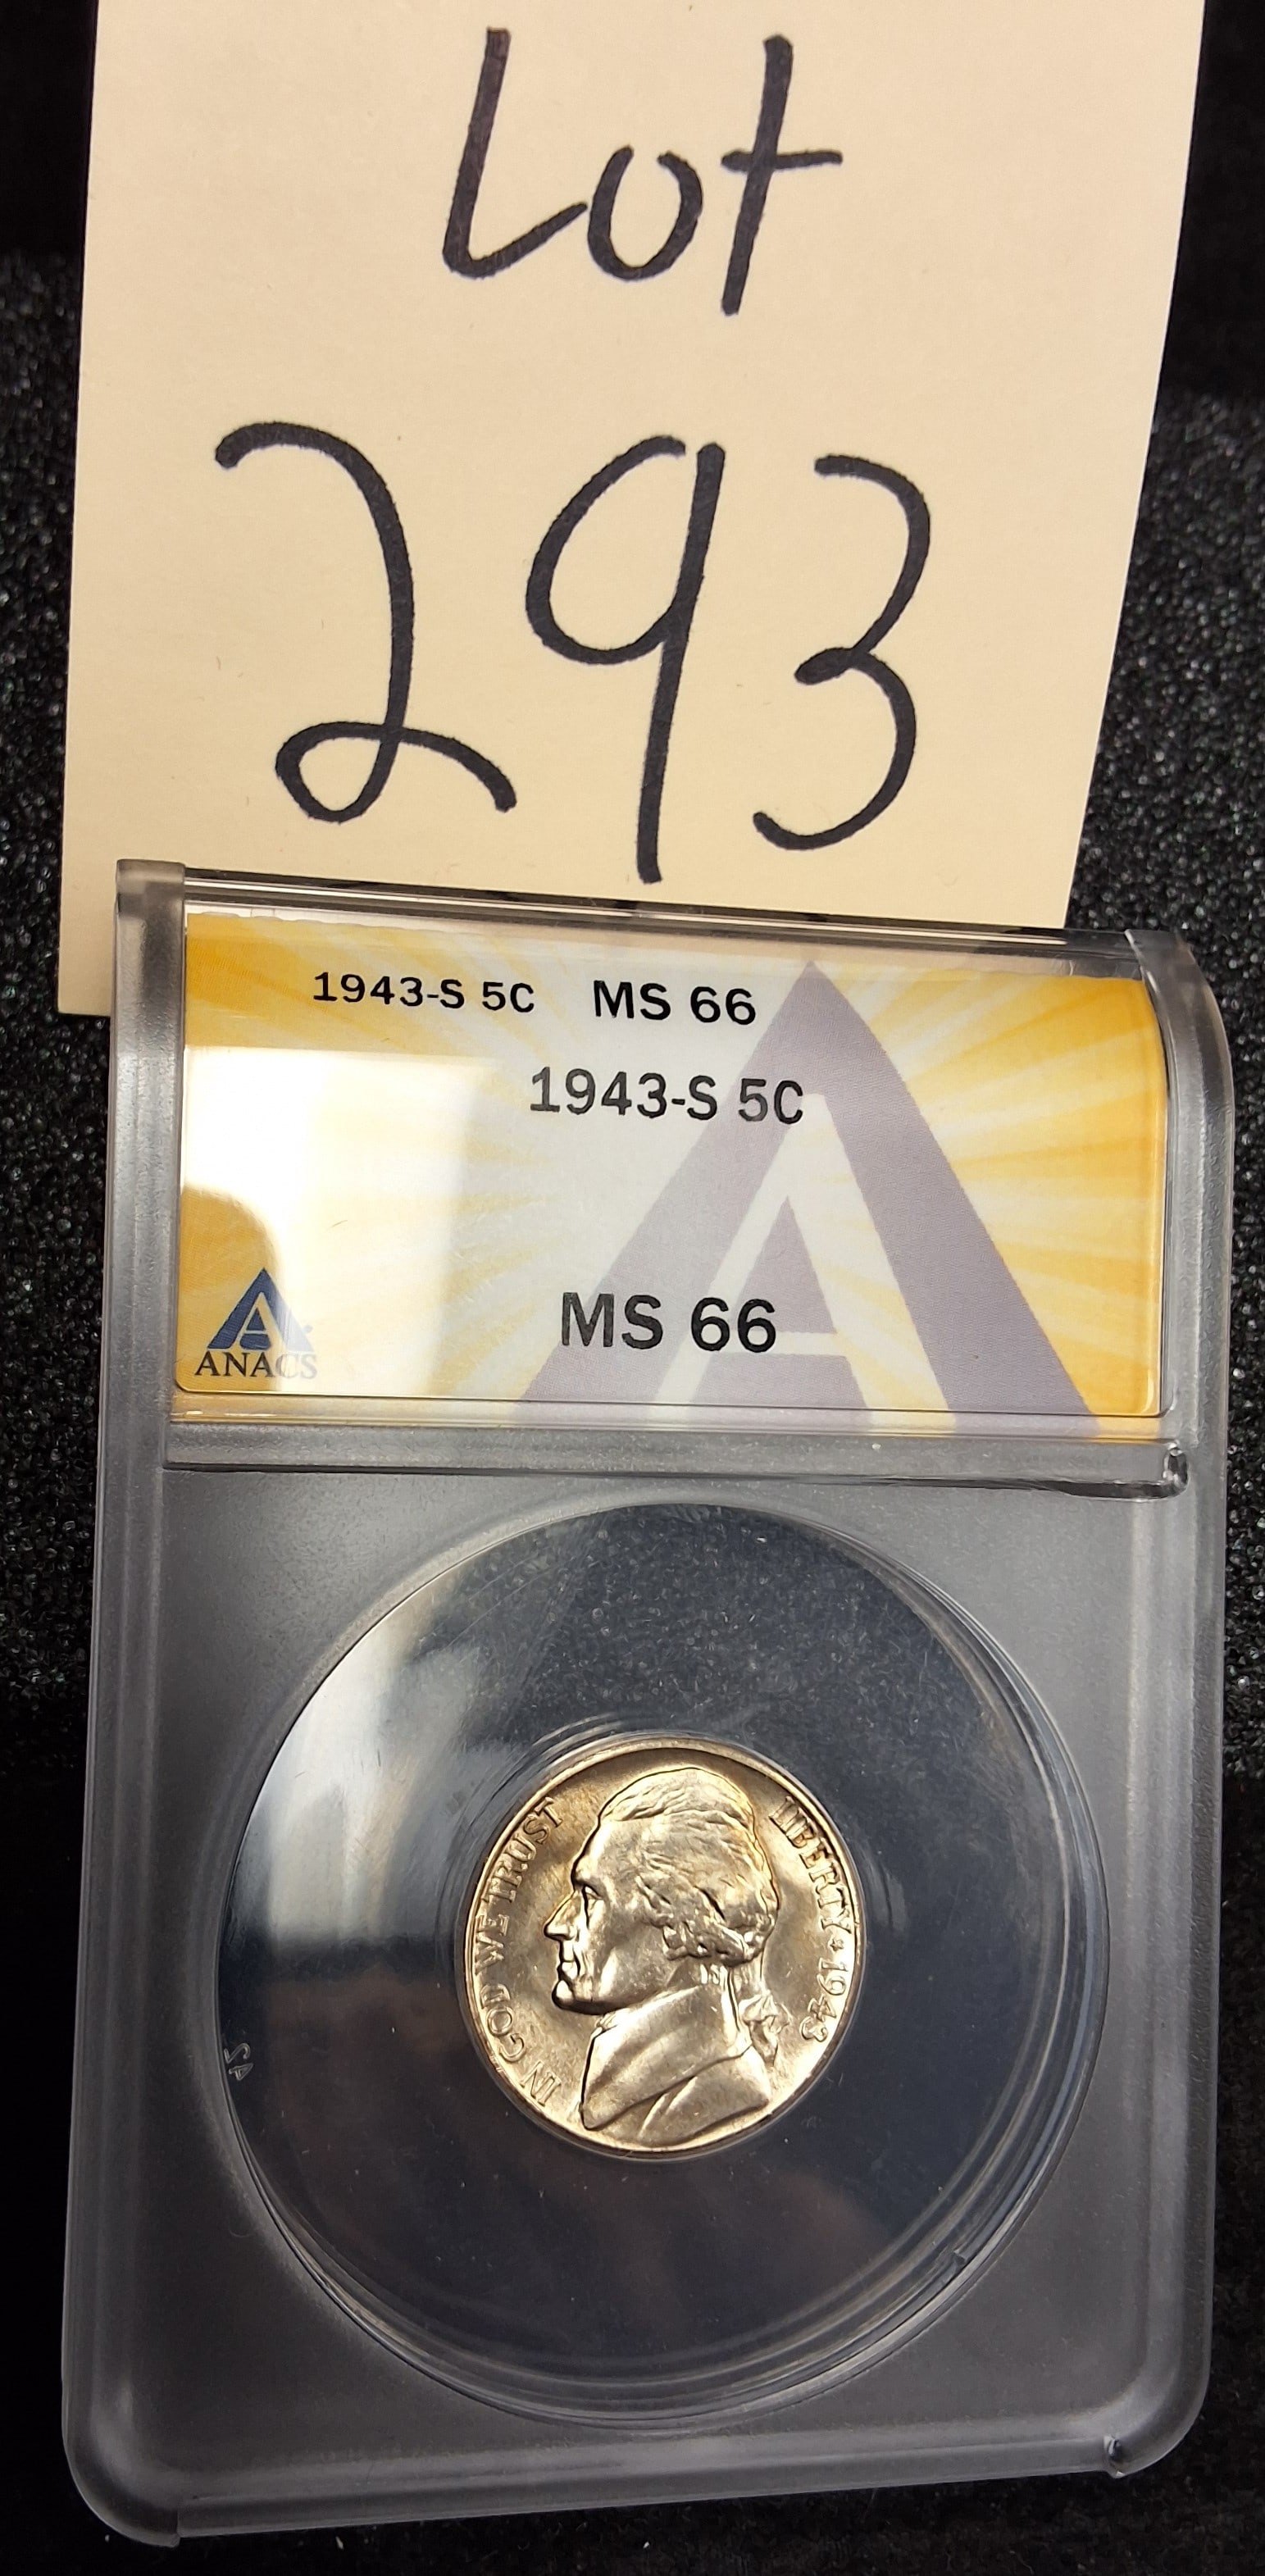 Lot
293
1943-S 5C MS 66
1943-S 5C
MS 66
ANACS
IN GOD WE TRUST
LIBERTY ★ 1943